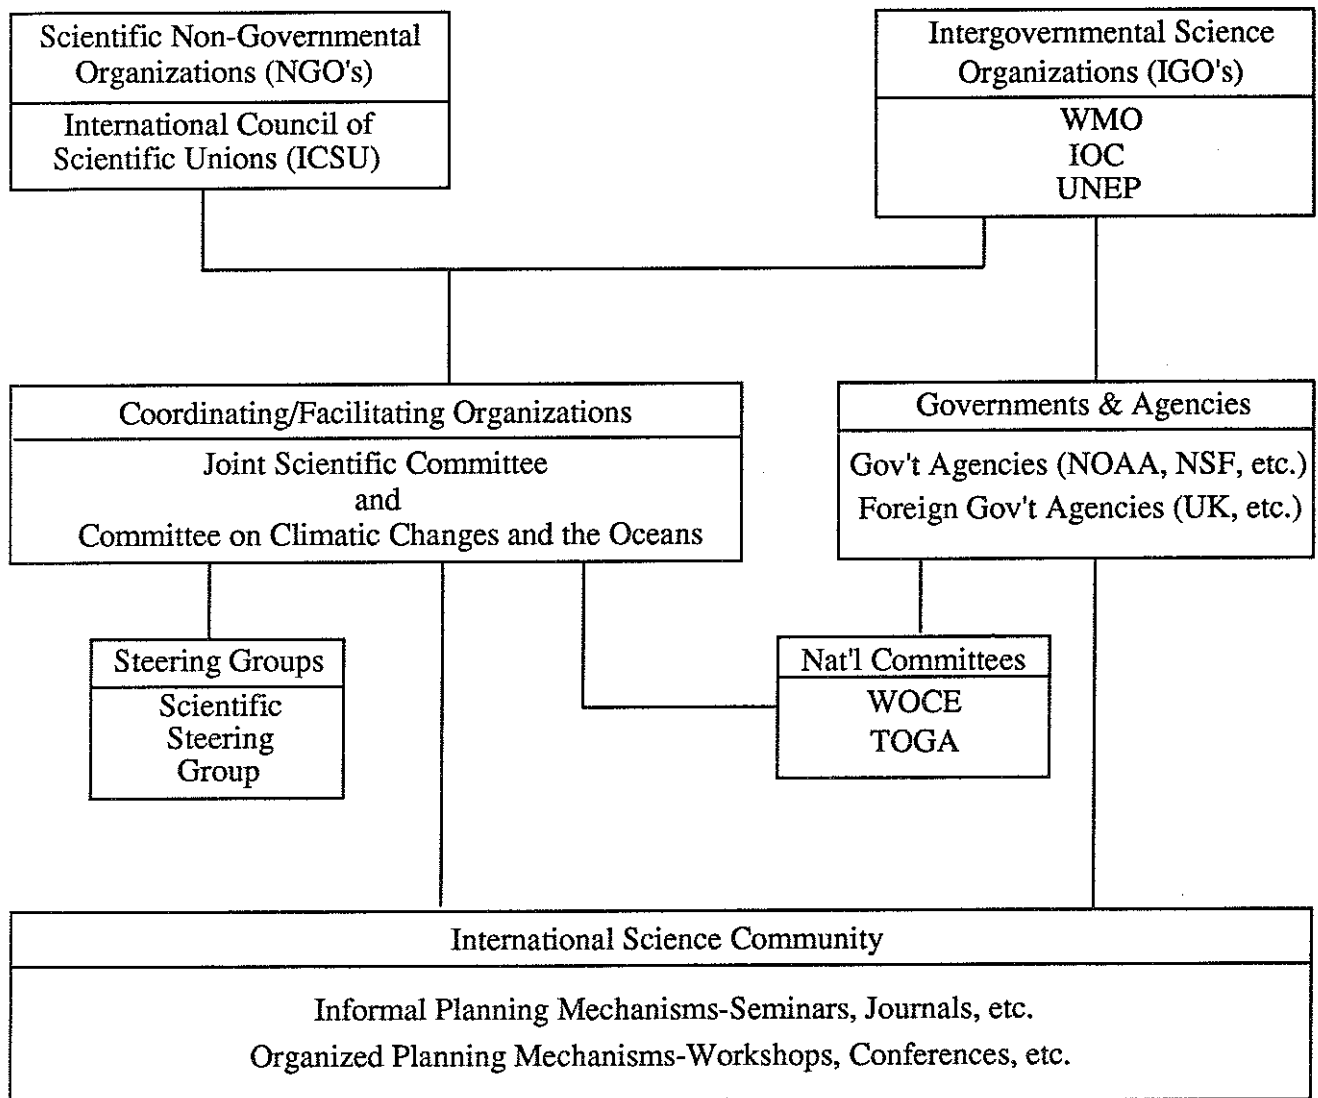 Scientific Non-Governmental
Organizations (NGO's)
International Council of
Scientific Unions (ICSU)
Intergovernmental Science
Organizations (IGO's)
WMO
IOC
UNEP
Coordinating/Facilitating Organizations
Joint Scientific Committee
and
Committee on Climatic Changes and the Oceans
Governments & Agencies
Gov't Agencies (NOAA, NSF, etc.)
Foreign Gov't Agencies (UK, etc.)
Steering Groups
Scientific
Steering
Group
Nat'l Committees
WOCE
TOGA
International Science Community
Informal Planning Mechanisms-Seminars, Journals, etc.
Organized Planning Mechanisms-Workshops, Conferences, etc.